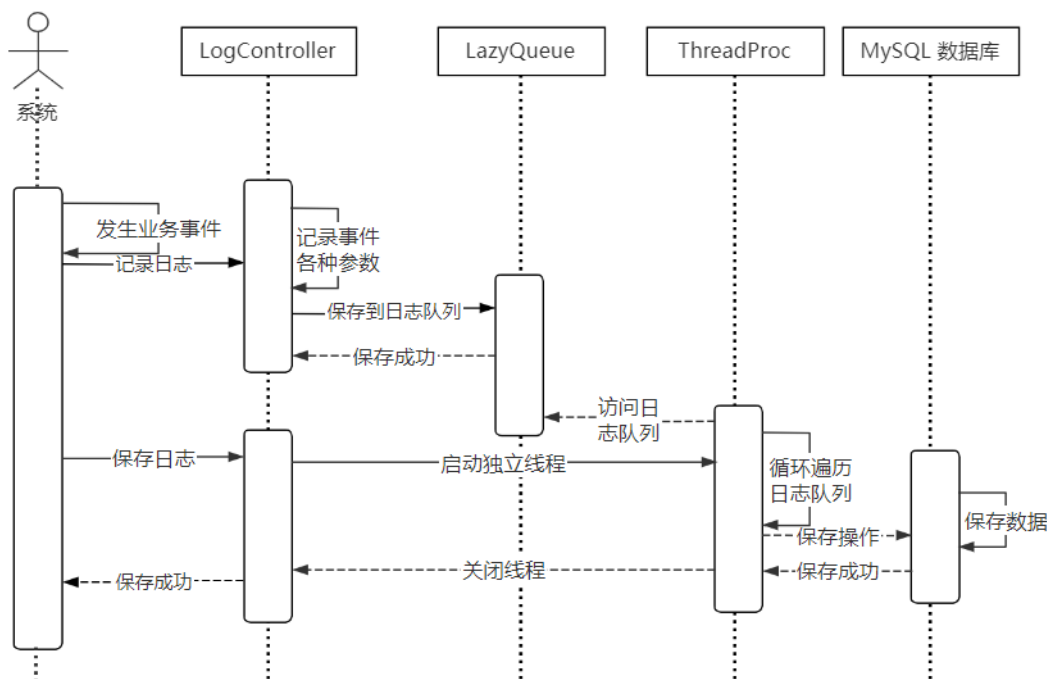 LogController
LazyQueue
ThreadProc
MySQL 数据库
系统
发生业务事件
记录事件
各种参数
记录日志
保存到日志队列
保存成功
访问日
志队列
保存日志
启动独立线程
循环遍历
日志队列
保存数据
保存操作
关闭线程
保存成功
保存成功